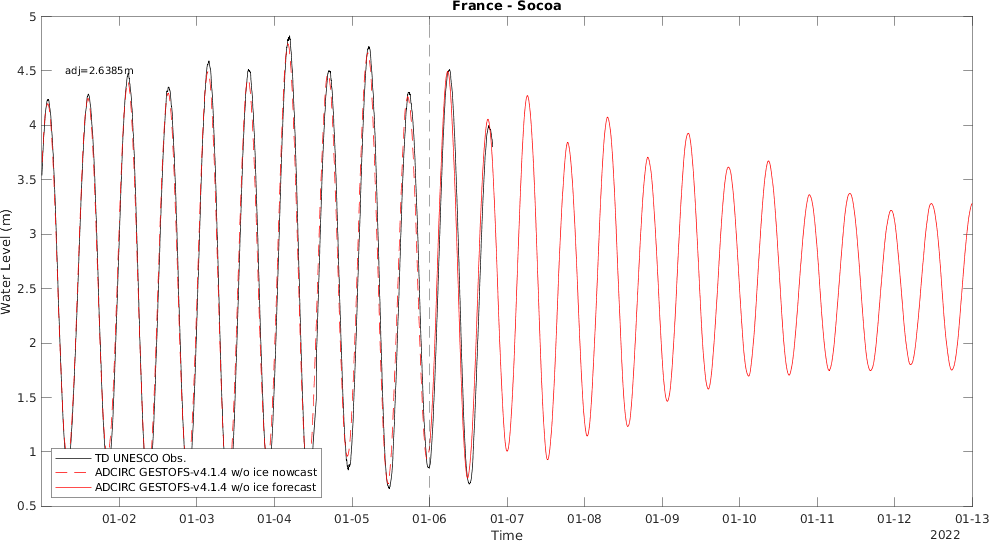 France - Socoa
adj=2.6385m
Water Level (m)
5
4.5
4
3.5
3
2.5
2
1.5
1
0.5
TD UNESCO Obs.
ADCIRC GESTOFS-v4.1.4 w/o ice nowcast
ADCIRC GESTOFS-v4.1.4 w/o ice forecast
01-02 01-03 01-04 01-05 01-06 01-07 01-08 01-09 01-10 01-11 01-12 01-13
Time
2022